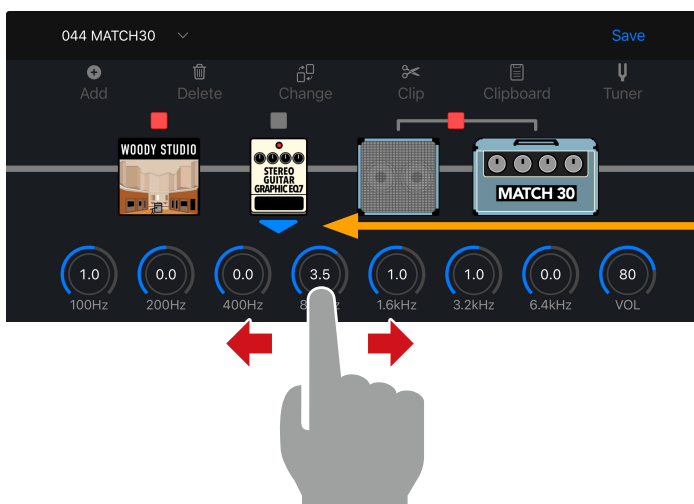 044 MATCH30
Save
Add
Delete
Change
Clip
Clipboard
Tuner
WOODY STUDIO
STEREO
GUITAR
GRAPHIC EQ7
MATCH 30
1.0
0.0
0.0
3.5
1.0
1.0
0.0
80
100Hz
200Hz
400Hz
1.6kHz
3.2kHz
6.4kHz
VOL